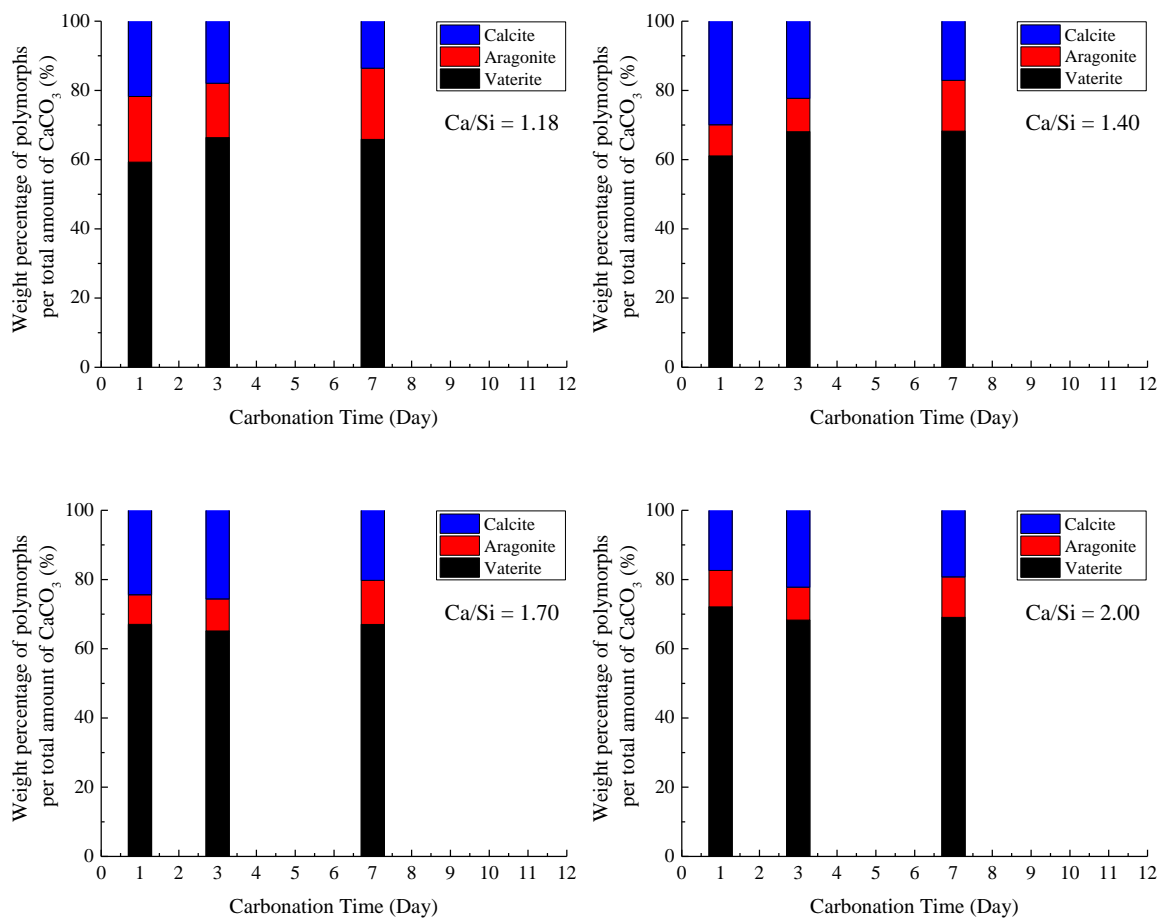 Weight percentage of polymorphs
per total amount of CaCO₃ (%)
100
80
60
40
20
0
Calcite
Aragonite
Vaterite
Ca/Si = 1.18
0 1 2 3 4 5 6 7 8 9 10 11 12
Carbonation Time (Day)
Weight percentage of polymorphs
per total amount of CaCO₃ (%)
100
80
60
40
20
0
Calcite
Aragonite
Vaterite
Ca/Si = 1.40
0 1 2 3 4 5 6 7 8 9 10 11 12
Carbonation Time (Day)
Weight percentage of polymorphs
per total amount of CaCO₃ (%)
100
80
60
40
20
0
Calcite
Aragonite
Vaterite
Ca/Si = 1.70
0 1 2 3 4 5 6 7 8 9 10 11 12
Carbonation Time (Day)
Weight percentage of polymorphs
per total amount of CaCO₃ (%)
100
80
60
40
20
0
Calcite
Aragonite
Vaterite
Ca/Si = 2.00
0 1 2 3 4 5 6 7 8 9 10 11 12
Carbonation Time (Day)